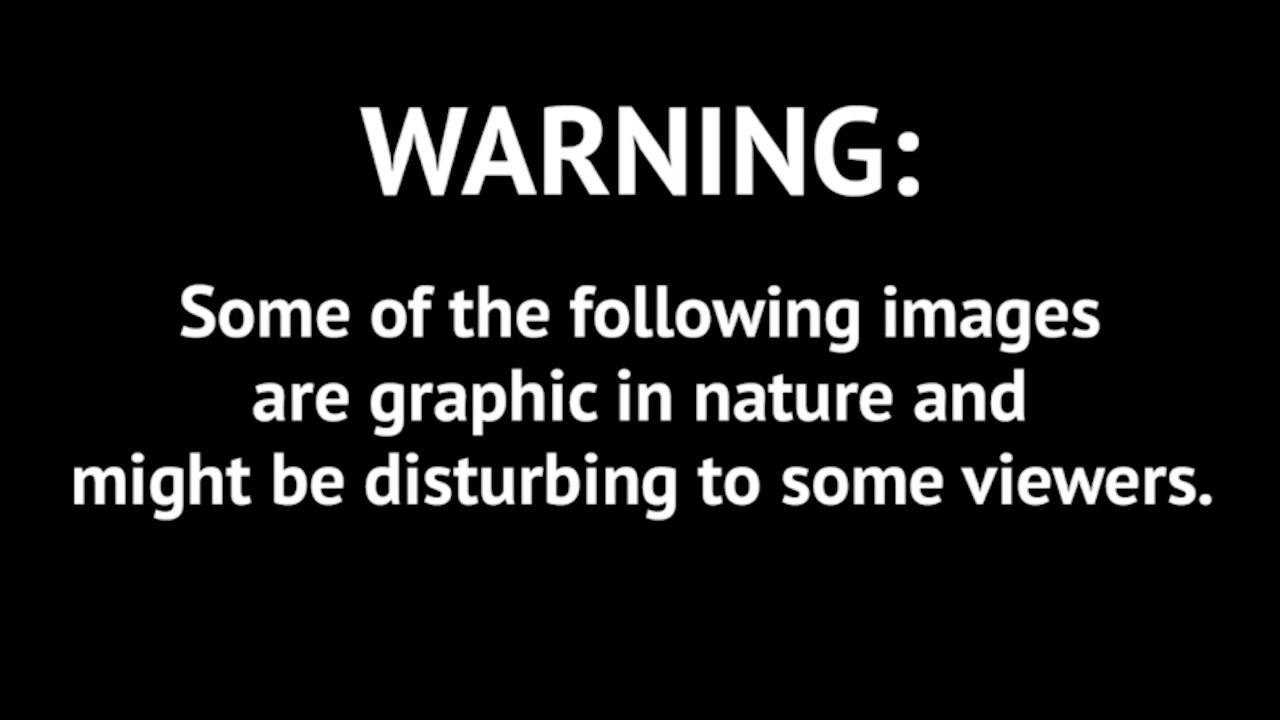 WARNING:
Some of the following images
are graphic in nature and
might be disturbing to some viewers.